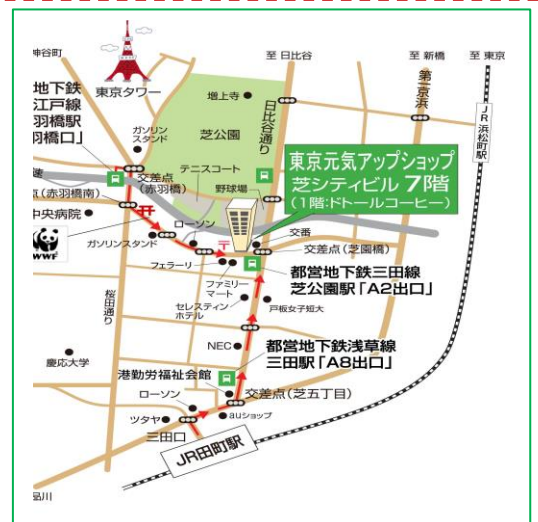 神谷町
至 日比谷
至 新橋
至 東京
東京タワー
地下鉄
江戸線
羽橋駅
羽橋口」
ガソリン
スタンド
増上寺
芝公園
日比谷通り
第一京浜
JR浜松町駅
交差点
(赤羽橋)
テニスコート
野球場
東京元気アップショップ
芝シティビル 7階
(1階:ドトールコーヒー)
速
点(赤羽橋南)
中央病院
WWF
ガソリンスタンド
ローソン
〒
交番
交差点(芝園橋)
フェラーリ
ファミリー
マート
都営地下鉄三田線
芝公園駅「A2出口」
桜田通り
セレスティン
ホテル
戸板女子短大
NEC
慶応大学
都営地下鉄浅草線
三田駅「A8出口」
港勤労福祉会館
ローソン
交差点(芝五丁目)
ツタヤ
auショップ
三田口
JR田町駅
品川